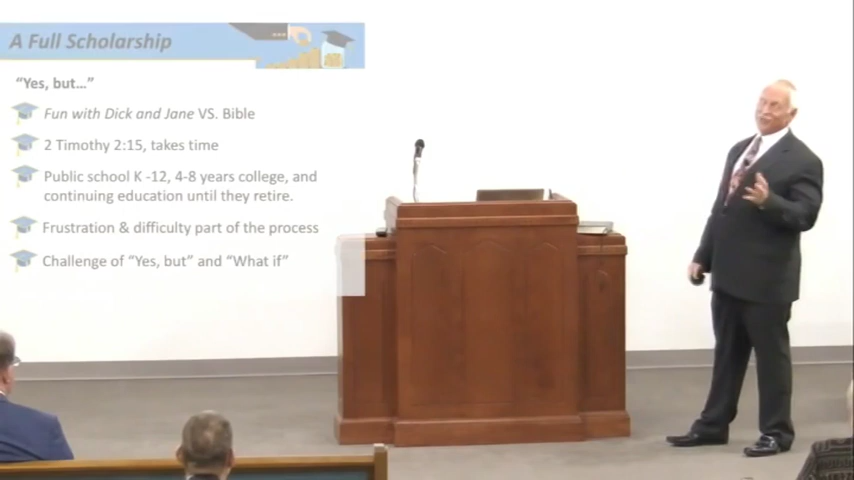 A Full Scholarship
“Yes, but...”
Fun with Dick and Jane VS. Bible
2 Timothy 2:15, takes time
Public school K -12, 4-8 years college, and
continuing education until they retire.
Frustration & difficulty part of the process
Challenge of “Yes, but” and “What if”